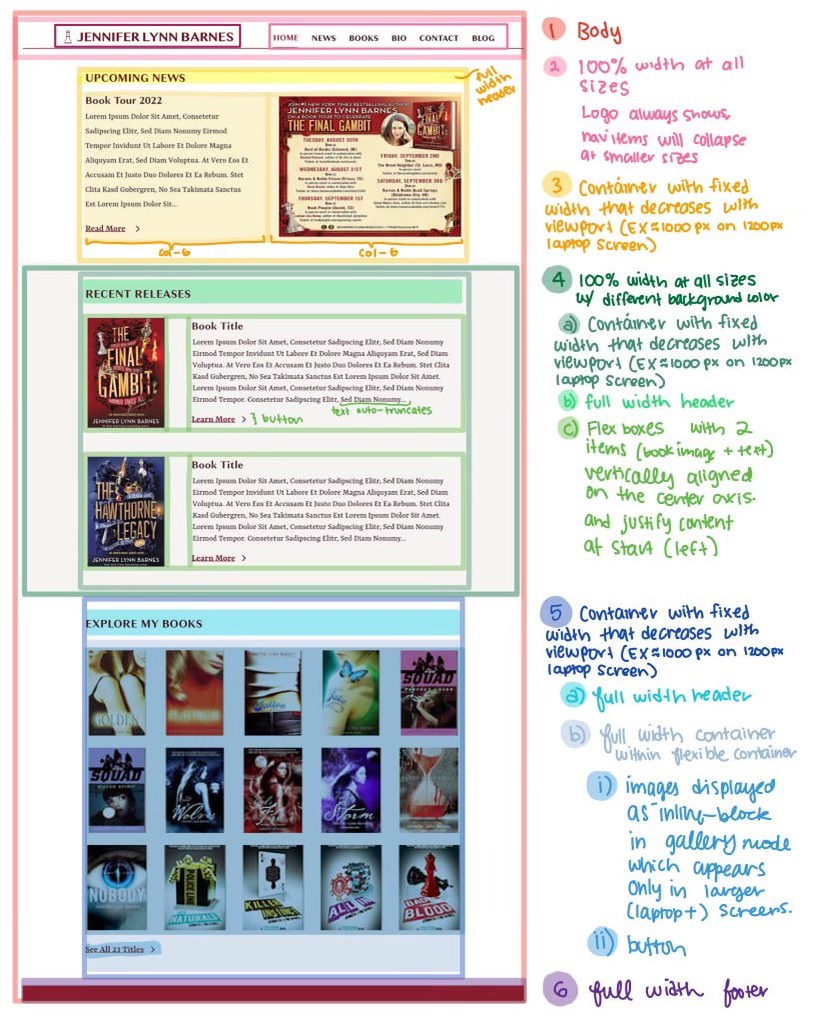 JENNIFER LYNN BARNES
HOME NEWS BOOKS BIO CONTACT BLOG
UPCOMING NEWS
full
width
header
Book Tour 2022
Lorem Ipsum Dolor Sit Amet, Consetetur
Sadipscing Elitr, Sed Diam Nonumy Eirmod
Tempor Invidunt Ut Labore Et Dolore Magna
Aliquyam Erat, Sed Diam Voluptua. At Vero Eos Et
Accusam Et Justo Duo Dolores Et Ea Rebum. Stet
Clita Kasd Gubergren, No Sea Takimata Sanctus
Est Lorem Ipsum Dolor Sit...
Read More
col-6
JOIN #1 NEW YORK TIMES BESTSELLING AUTHOR
JENNIFER LYNN BARNES
ON A BOOK TOUR TO CELEBRATE
THE FINAL GAMBIT
TUESDAY, AUGUST 30TH
WEDNESDAY, AUGUST 31ST
THURSDAY, SEPTEMBER 1ST
FRIDAY, SEPTEMBER 2ND
SATURDAY, SEPTEMBER 3RD
THE
FINAL
GAMBIT
col-6
RECENT RELEASES
THE
FINAL
GAMBIT
JENNIFER LYNN BARNES
Book Title
Lorem Ipsum Dolor Sit Amet, Consetetur Sadipscing Elitr, Sed Diam Nonumy
Eirmod Tempor Invidunt Ut Labore Et Dolore Magna Aliquyam Erat, Sed Diam
Voluptua. At Vero Eos Et Accusam Et Justo Duo Dolores Et Ea Rebum. Stet Clita
Kasd Gubergren, No Sea Takimata Sanctus Est Lorem Ipsum Dolor Sit Amet.
Lorem Ipsum Dolor Sit Amet, Consetetur Sadipscing Elitr, Sed Diam Nonumy Eirmod
Tempor. Consetetur Sadipscing Elitr, Sed Diam Nonumy...
text auto-truncates
Learn More
button
THE
HAWTHORNE
LEGACY
JENNIFER LYNN BARNES
Book Title
Lorem Ipsum Dolor Sit Amet, Consetetur Sadipscing Elitr, Sed Diam Nonumy
Eirmod Tempor Invidunt Ut Labore Et Dolore Magna Aliquyam Erat, Sed Diam
Voluptua. At Vero Eos Et Accusam Et Justo Duo Dolores Et Ea Rebum. Stet Clita
Kasd Gubergren, No Sea Takimata Sanctus Est Lorem Ipsum Dolor Sit Amet.
Lorem Ipsum Dolor Sit Amet, Consetetur Sadipscing Elitr, Sed Diam Nonumy Eirmod
Tempor. Consetetur Sadipscing Elitr, Sed Diam Nonumy...
Learn More
EXPLORE MY BOOKS
GOLDEN
PLATINUM
Tattoo
Fate
THE SQUAD
PERFECT COVER
THE SQUAD
KILLER SPIRIT
Wolves
Storm
NOBODY
THE NATURALS
KILLER INSTINCT
ALL IN
BAD BLOOD
See All 23 Titles
1 Body
2 100% width at all
sizes
Logo always shows,
nav items will collapse
at smaller sizes
3 Container with fixed
width that decreases with
viewport (EX ≈1000 px on 1200px
laptop screen)
4 100% width at all sizes
w/ different background color
a) Container with fixed
width that decreases with
viewport (EX ≈1000 px on 1200px
laptop screen)
b) full width header
c) Flex boxes with 2
items (book image + text)
vertically aligned
on the center axis
and justify content
at start (left)
5 Container with fixed
width that decreases with
viewport (EX ≈1000 px on 1200px
laptop screen)
a) full width header
b) full width container
within flexible container
i) images displayed
as inline-block
in gallery mode
which appears
only in larger
(laptop+) screens.
ii) button
6 full width footer